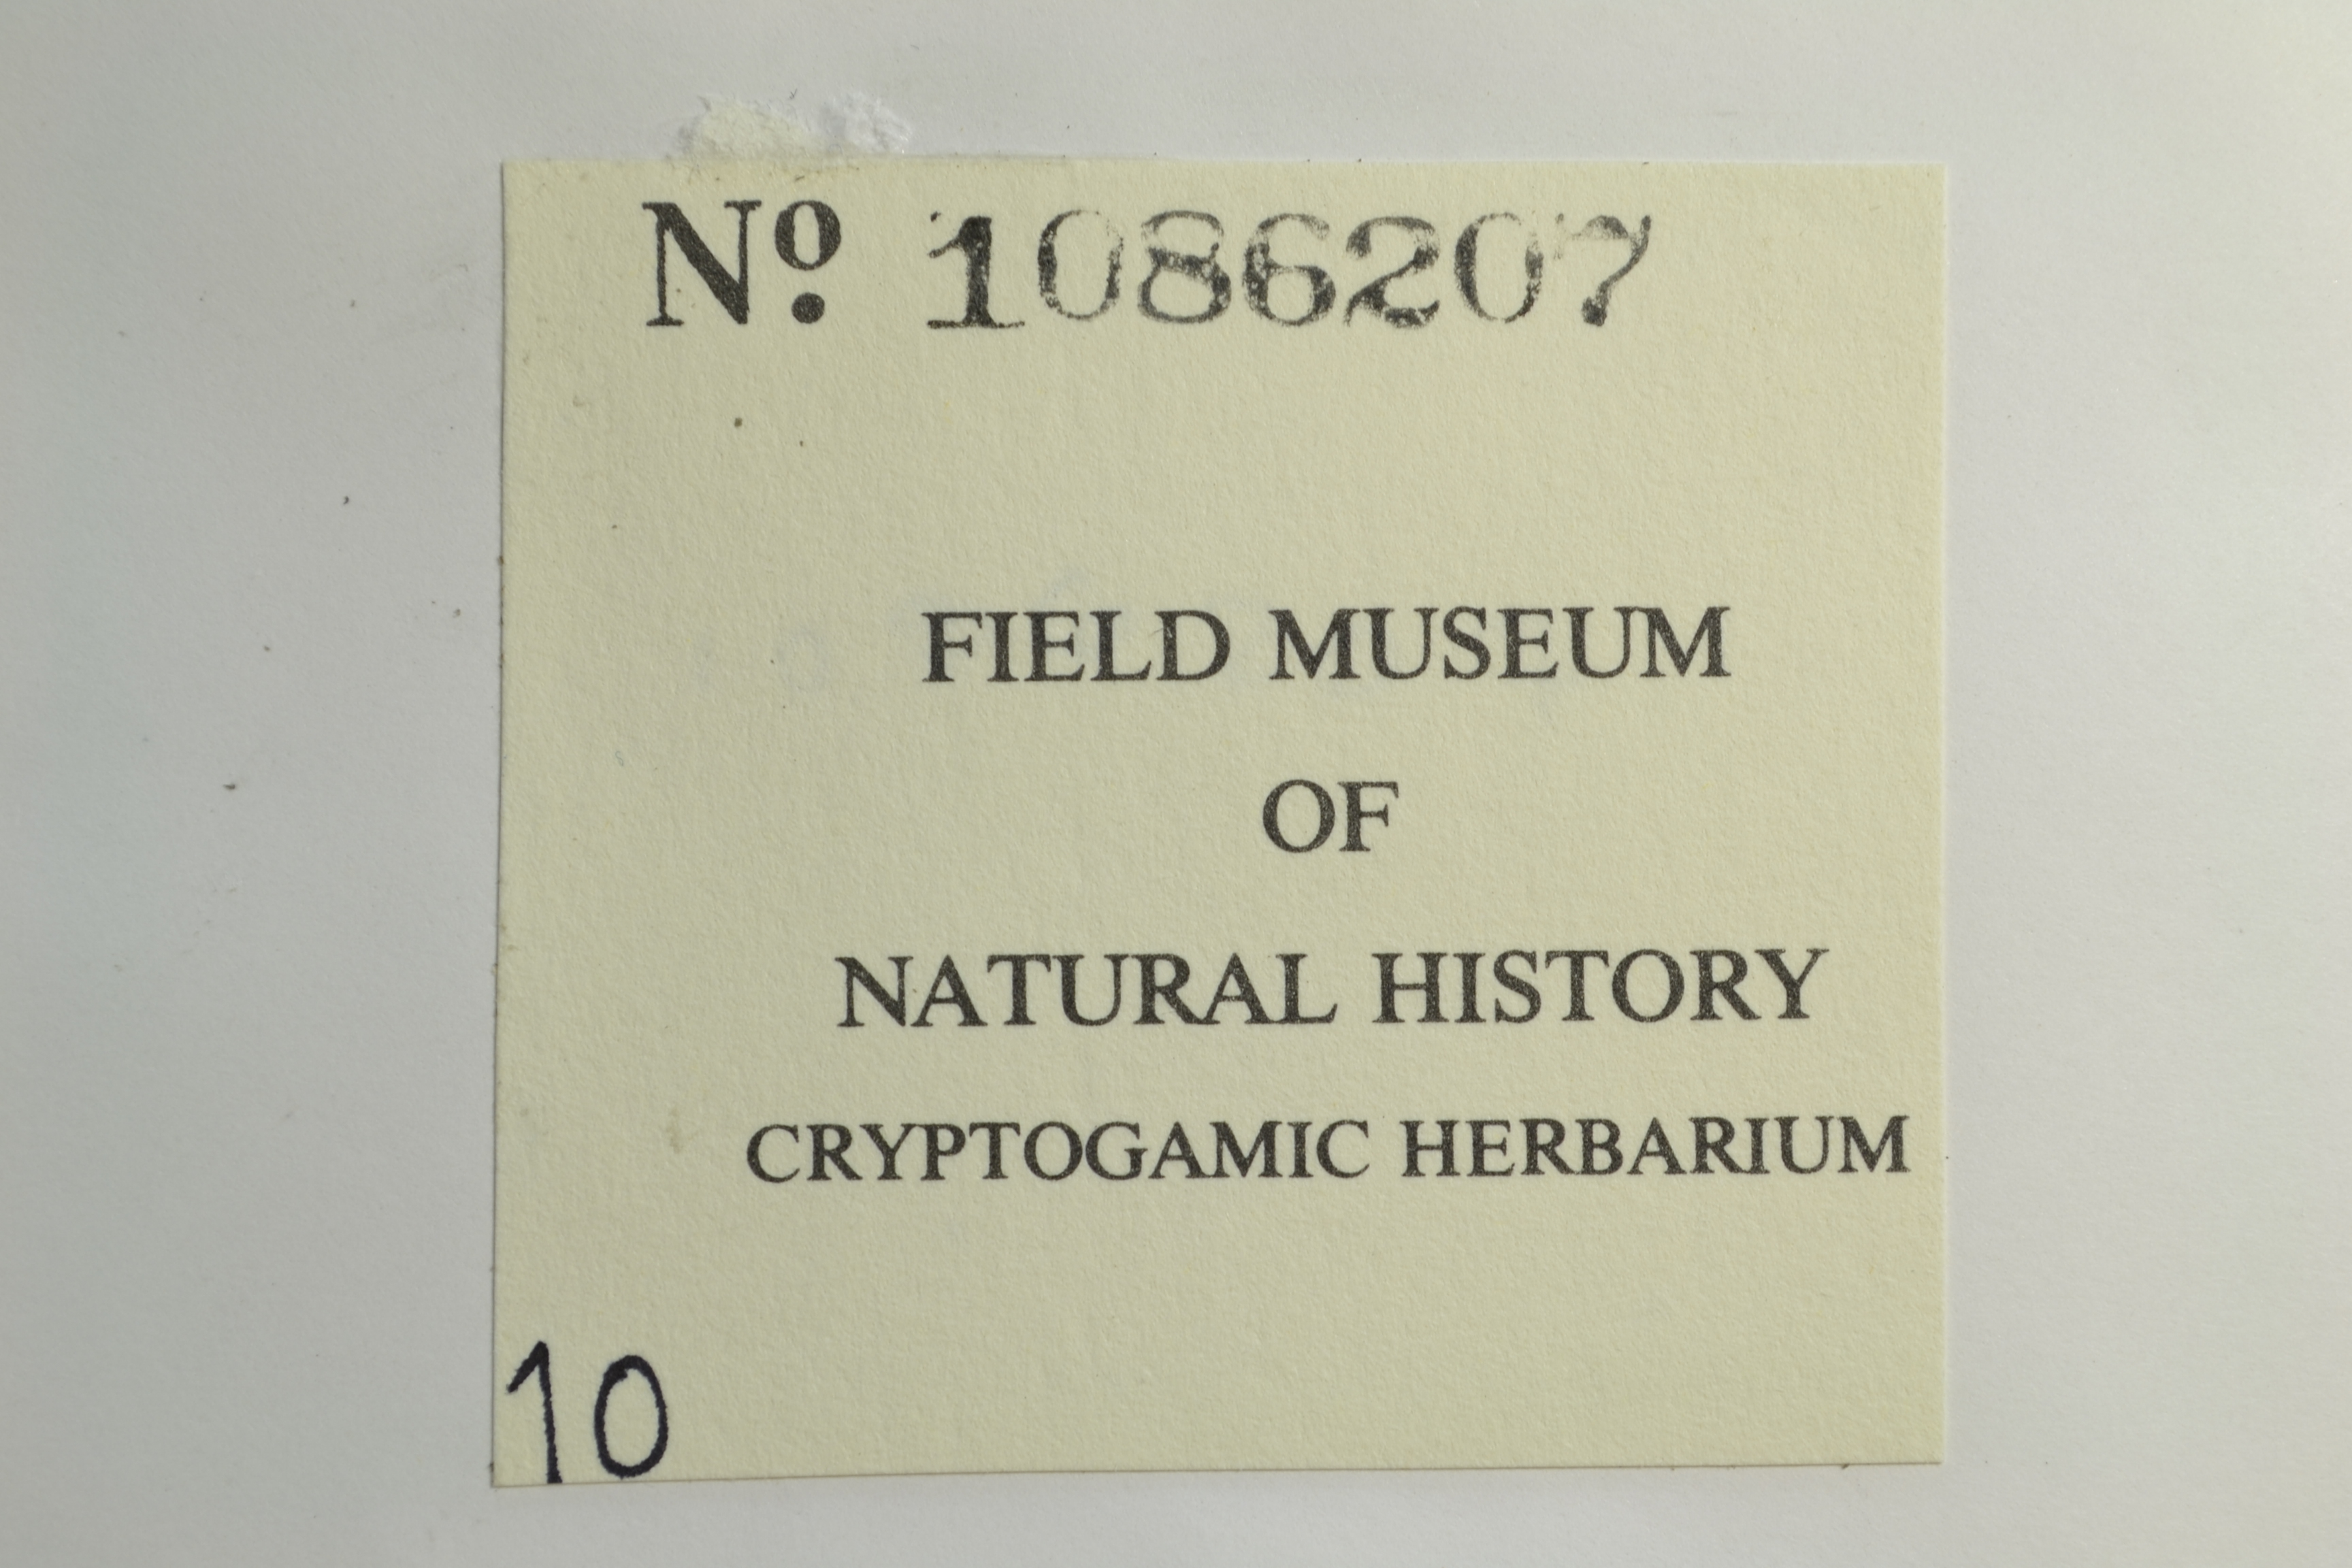 Nº. 1086207
FIELD MUSEUM
OF
NATURAL HISTORY
CRYPTOGAMIC HERBARIUM
10